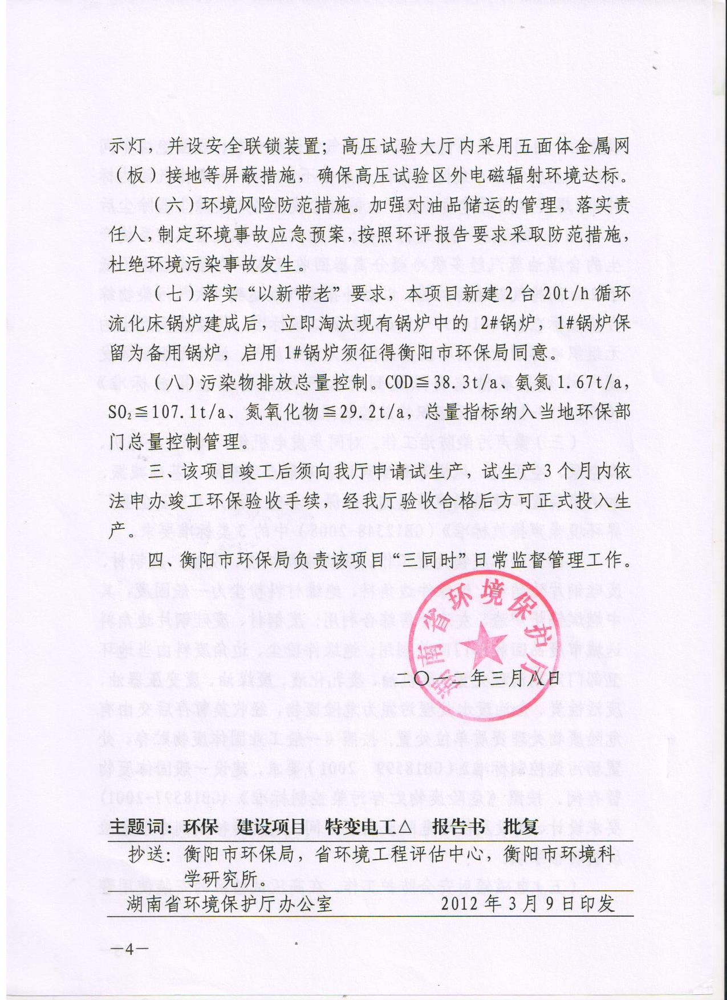 示灯，并设安全联锁装置；高压试验大厅内采用五面体金属网
（板）接地等屏蔽措施，确保高压试验区外电磁辐射环境达标。
（六）环境风险防范措施。加强对油品储运的管理，落实责
任人，制定环境事故应急预案，按照环评报告要求采取防范措施，
杜绝环境污染事故发生。
（七）落实“以新带老”要求，本项目新建2台20t/h循环
流化床锅炉建成后，立即淘汰现有锅炉中的2#锅炉，1#锅炉保
留为备用锅炉，启用1#锅炉须征得衡阳市环保局同意。
（八）污染物排放总量控制。COD≦38.3t/a、氨氮1.67t/a，
SO₂≦107.1t/a、氮氧化物≦29.2t/a，总量指标纳入当地环保部
门总量控制管理。
三、该项目竣工后须向我厅申请试生产，试生产3个月内依
法申办竣工环保验收手续，经我厅验收合格后方可正式投入生
产。
四、衡阳市环保局负责该项目“三同时”日常监督管理工作。
湖南省环境保护厅
二〇一二年三月八日
主题词：环保 建设项目 特变电工△ 报告书 批复
抄送：衡阳市环保局，省环境工程评估中心，衡阳市环境科
学研究所。
湖南省环境保护厅办公室 2012年3月9日印发
—4—